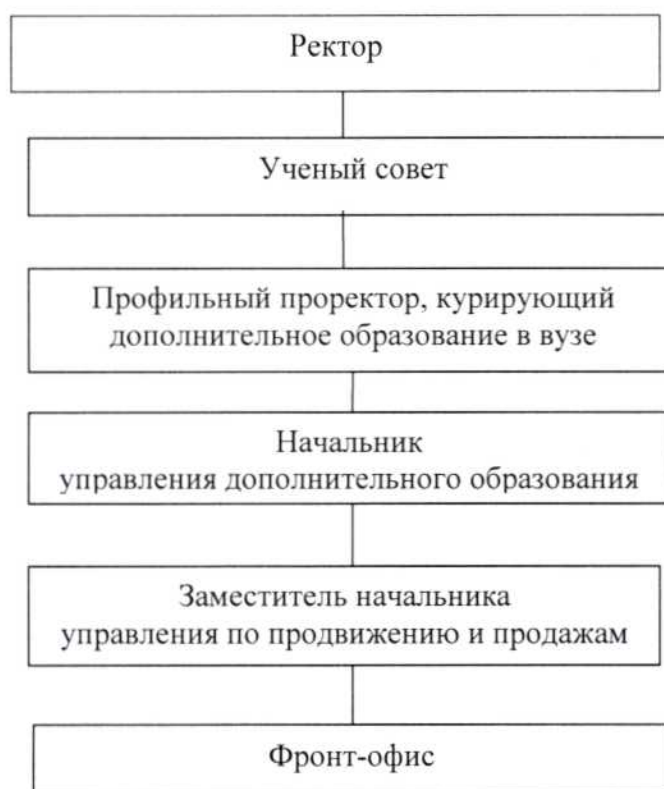 Ректор
Ученый совет
Профильный проректор, курирующий
дополнительное образование в вузе
Начальник
управления дополнительного образования
Заместитель начальника
управления по продвижению и продажам
Фронт-офис